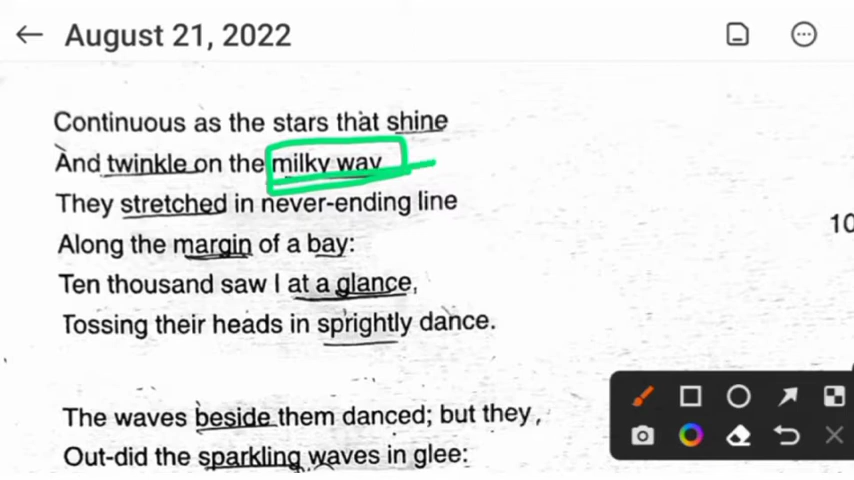 August 21, 2022
Continuous as the stars that shine
And twinkle on the milky way
They stretched in never-ending line
10
Along the margin of a bay:
Ten thousand saw I at a glance,
Tossing their heads in sprightly dance.
The waves beside them danced; but they,
Out-did the sparkling waves in glee: